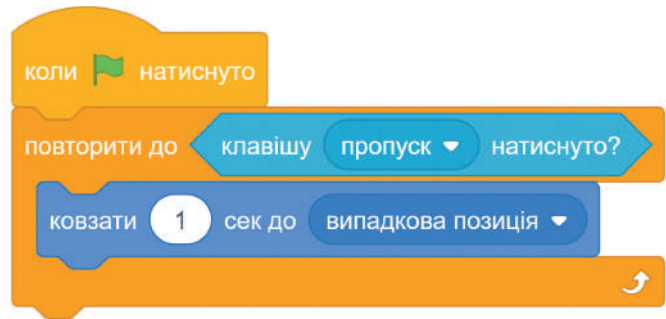 коли натиснуто
повторити до клавішу пропуск натиснуто?
ковзати 1 сек до випадкова позиція